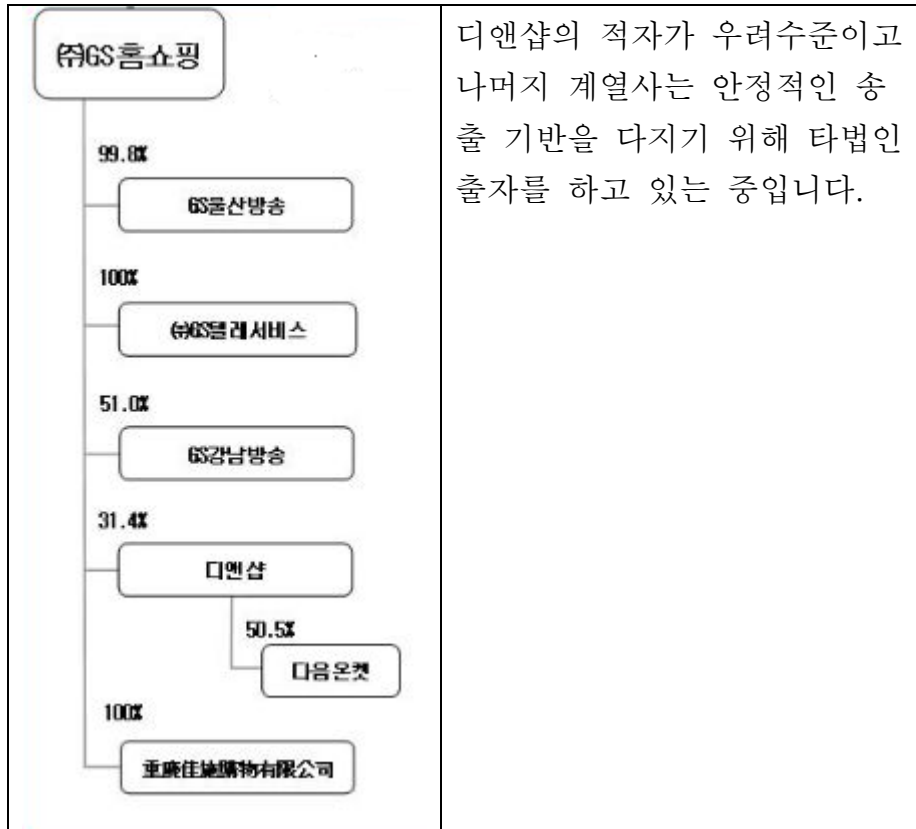 ㈜GS홈쇼핑
99.8%
GS울산방송
100%
㈲GS텔레서비스
51.0%
GS강남방송
31.4%
디앤샵
50.5%
다음온켓
100%
重慶佳施購物有限公司
디앤샵의 적자가 우려수준이고
나머지 계열사는 안정적인 송
출 기반을 다지기 위해 타법인
출자를 하고 있는 중입니다.